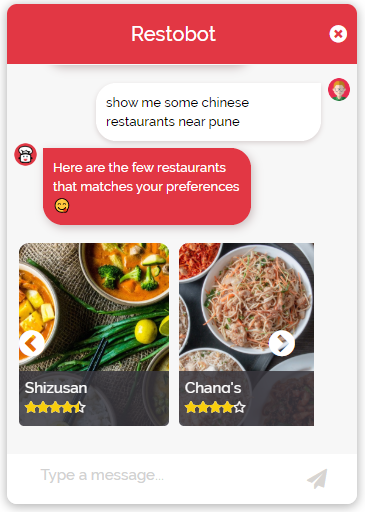 Restobot
show me some chinese
restaurants near pune
Here are the few restaurants
that matches your preferences
Shizusan
Chang's
Type a message...